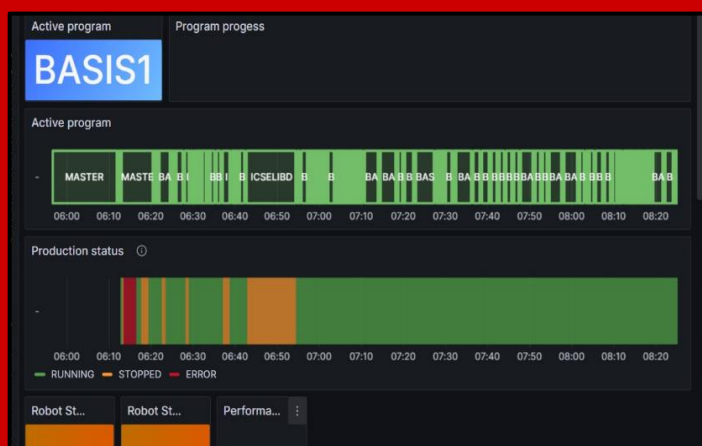 Active program
Program progess
BASIS1
Active program
-
MASTER MASTE BA B I BB I B ICSELIBD B B BA BA B B BAS B BA B B B B B B BA B B B BA BA B B B B BA B
06:00 06:10 06:20 06:30 06:40 06:50 07:00 07:10 07:20 07:30 07:40 07:50 08:00 08:10 08:20
Production status
-
06:00 06:10 06:20 06:30 06:40 06:50 07:00 07:10 07:20 07:30 07:40 07:50 08:00 08:10 08:20
RUNNING STOPPED ERROR
Robot St...
Robot St...
Performa...